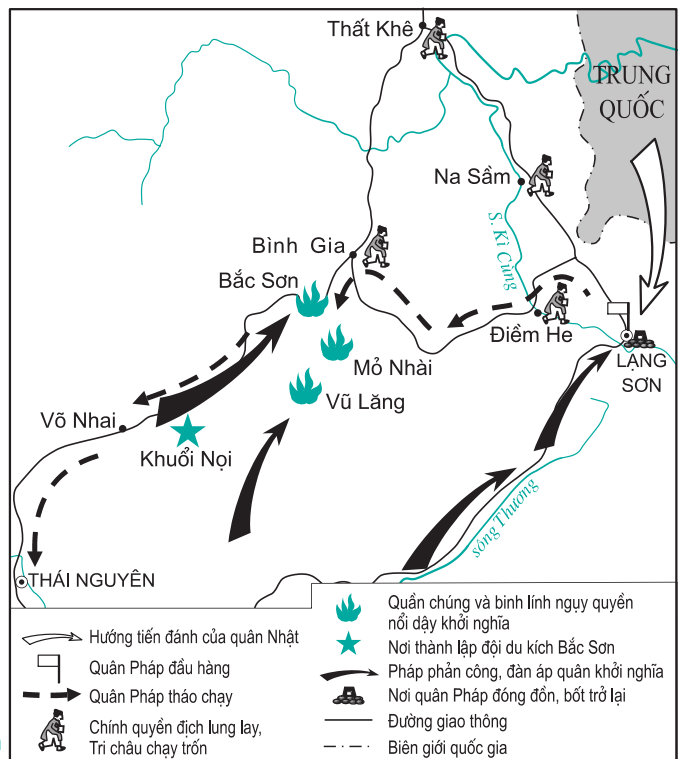 Thất Khê
TRUNG
QUỐC
Na Sầm
S. Kì Cùng
Bình Gia
Bắc Sơn
Điềm He
Mỏ Nhài
LẠNG
SƠN
Vũ Lăng
Võ Nhai
Khuổi Nọi
sông Thương
THÁI NGUYÊN
Hướng tiến đánh của quân Nhật
Quân Pháp đầu hàng
Quân Pháp tháo chạy
Chính quyền địch lung lay,
Tri châu chạy trốn
Quần chúng và binh lính ngụy quyền
nổi dậy khởi nghĩa
Nơi thành lập đội du kích Bắc Sơn
Pháp phản công, đàn áp quân khởi nghĩa
Nơi quân Pháp đóng đồn, bốt trở lại
Đường giao thông
Biên giới quốc gia